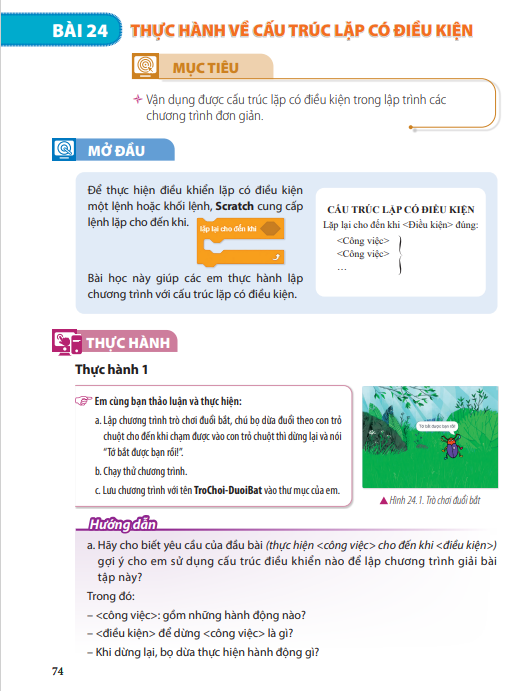 BÀI 24
THỰC HÀNH VỀ CẤU TRÚC LẶP CÓ ĐIỀU KIỆN
MỤC TIÊU
Vận dụng được cấu trúc lặp có điều kiện trong lập trình các
chương trình đơn giản.
MỞ ĐẦU
Để thực hiện điều khiển lặp có điều kiện
một lệnh hoặc khối lệnh, Scratch cung cấp
lệnh lặp cho đến khi.
lặp lại cho đến khi
Bài học này giúp các em thực hành lập
chương trình với cấu trúc lặp có điều kiện.
CẤU TRÚC LẶP CÓ ĐIỀU KIỆN
Lặp lại cho đến khi <Điều kiện> đúng:
<Công việc>
<Công việc>
...
THỰC HÀNH
Thực hành 1
Em cùng bạn thảo luận và thực hiện:
a. Lập chương trình trò chơi đuổi bắt, chú bọ dừa đuổi theo con trỏ
chuột cho đến khi chạm được vào con trỏ chuột thì dừng lại và nói
“Tớ bắt được bạn rồi!”.
b. Chạy thử chương trình.
c. Lưu chương trình với tên TroChoi-DuoiBat vào thư mục của em.
Tớ bắt được bạn rồi!
▲ Hình 24.1. Trò chơi đuổi bắt
Hướng dẫn
a. Hãy cho biết yêu cầu của đầu bài (thực hiện <công việc> cho đến khi <điều kiện>)
gợi ý cho em sử dụng cấu trúc điều khiển nào để lập chương trình giải bài
tập này?
Trong đó:
– <công việc>: gồm những hành động nào?
– <điều kiện> để dừng <công việc> là gì?
– Khi dừng lại, bọ dừa thực hiện hành động gì?
74